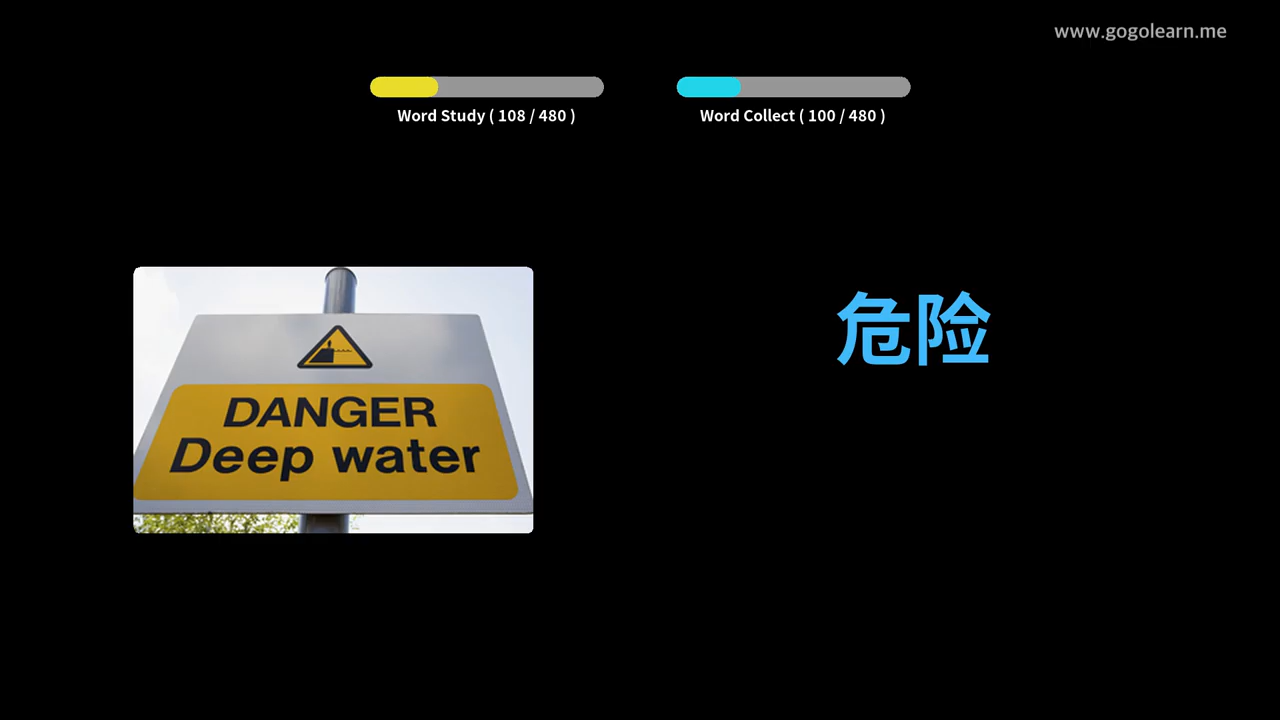 www.gogolearn.me
Word Study ( 108 / 480 )
Word Collect ( 100 / 480 )
DANGER
Deep water
危险